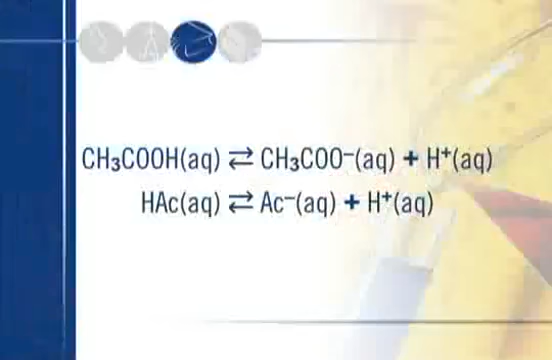 CH₃COOH(aq) ⇄ CH₃COO⁻(aq) + H⁺(aq)
HAc(aq) ⇄ Ac⁻(aq) + H⁺(aq)